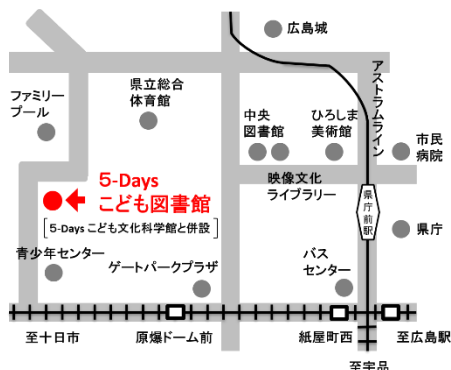 広島城
アストラムライン
県立総合
体育館
ファミリー
プール
中央
図書館
ひろしま
美術館
市民
病院
映像文化
ライブラリー
5-Days
こども図書館
[5-Days こども文化科学館と併設]
県庁前駅
県庁
青少年センター
ゲートパークプラザ
バス
センター
至十日市
原爆ドーム前
紙屋町西
至広島駅
至宇品